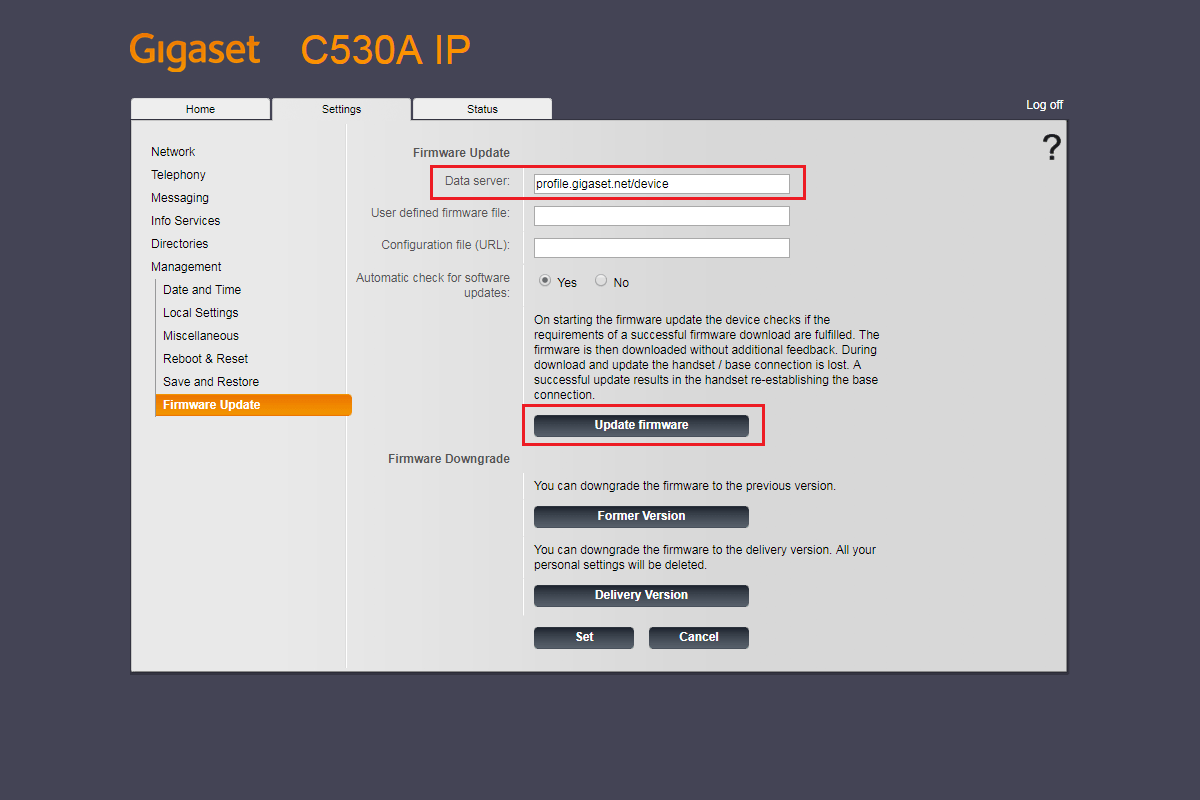 Gigaset C530A IP
Home Settings Status Log off
?
Network
Telephony
Messaging
Info Services
Directories
Management
Date and Time
Local Settings
Miscellaneous
Reboot & Reset
Save and Restore
Firmware Update
Firmware Update
Data server: profile.gigaset.net/device
User defined firmware file:
Configuration file (URL):
Automatic check for software
updates:
Yes No
On starting the firmware update the device checks if the
requirements of a successful firmware download are fulfilled. The
firmware is then downloaded without additional feedback. During
download and update the handset / base connection is lost. A
successful update results in the handset re-establishing the base
connection.
Update firmware
Firmware Downgrade
You can downgrade the firmware to the previous version.
Former Version
You can downgrade the firmware to the delivery version. All your
personal settings will be deleted.
Delivery Version
Set Cancel